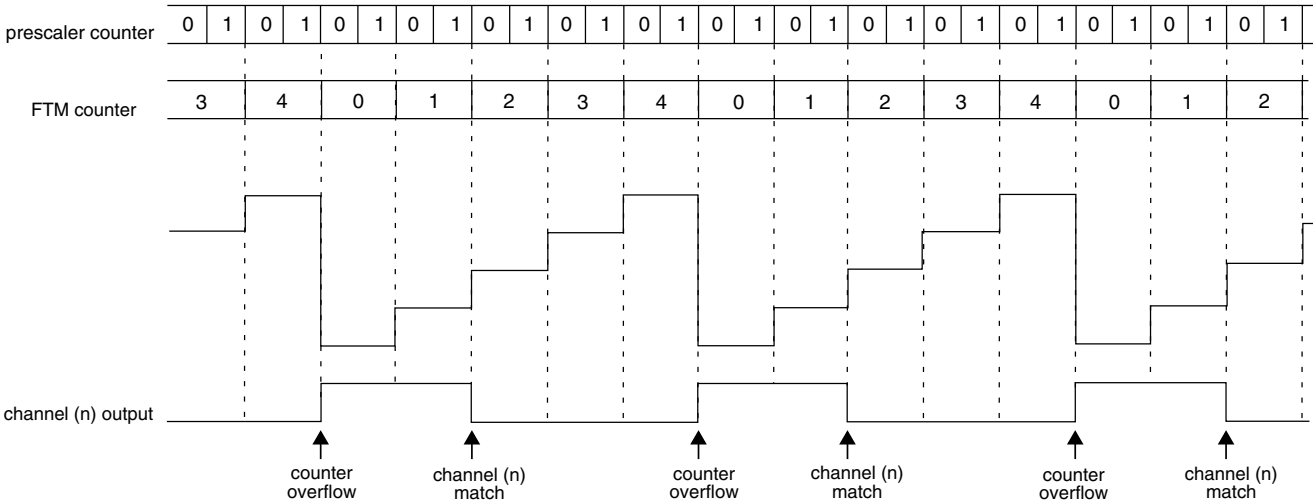 prescaler counter 0 1 0 1 0 1 0 1 0 1 0 1 0 1 0 1 0 1 0 1 0 1 0 1 0 1 0 1 0 1
FTM counter 3 4 0 1 2 3 4 0 1 2 3 4 0 1 2
channel (n) output
counter overflow
channel (n) match
counter overflow
channel (n) match
counter overflow
channel (n) match